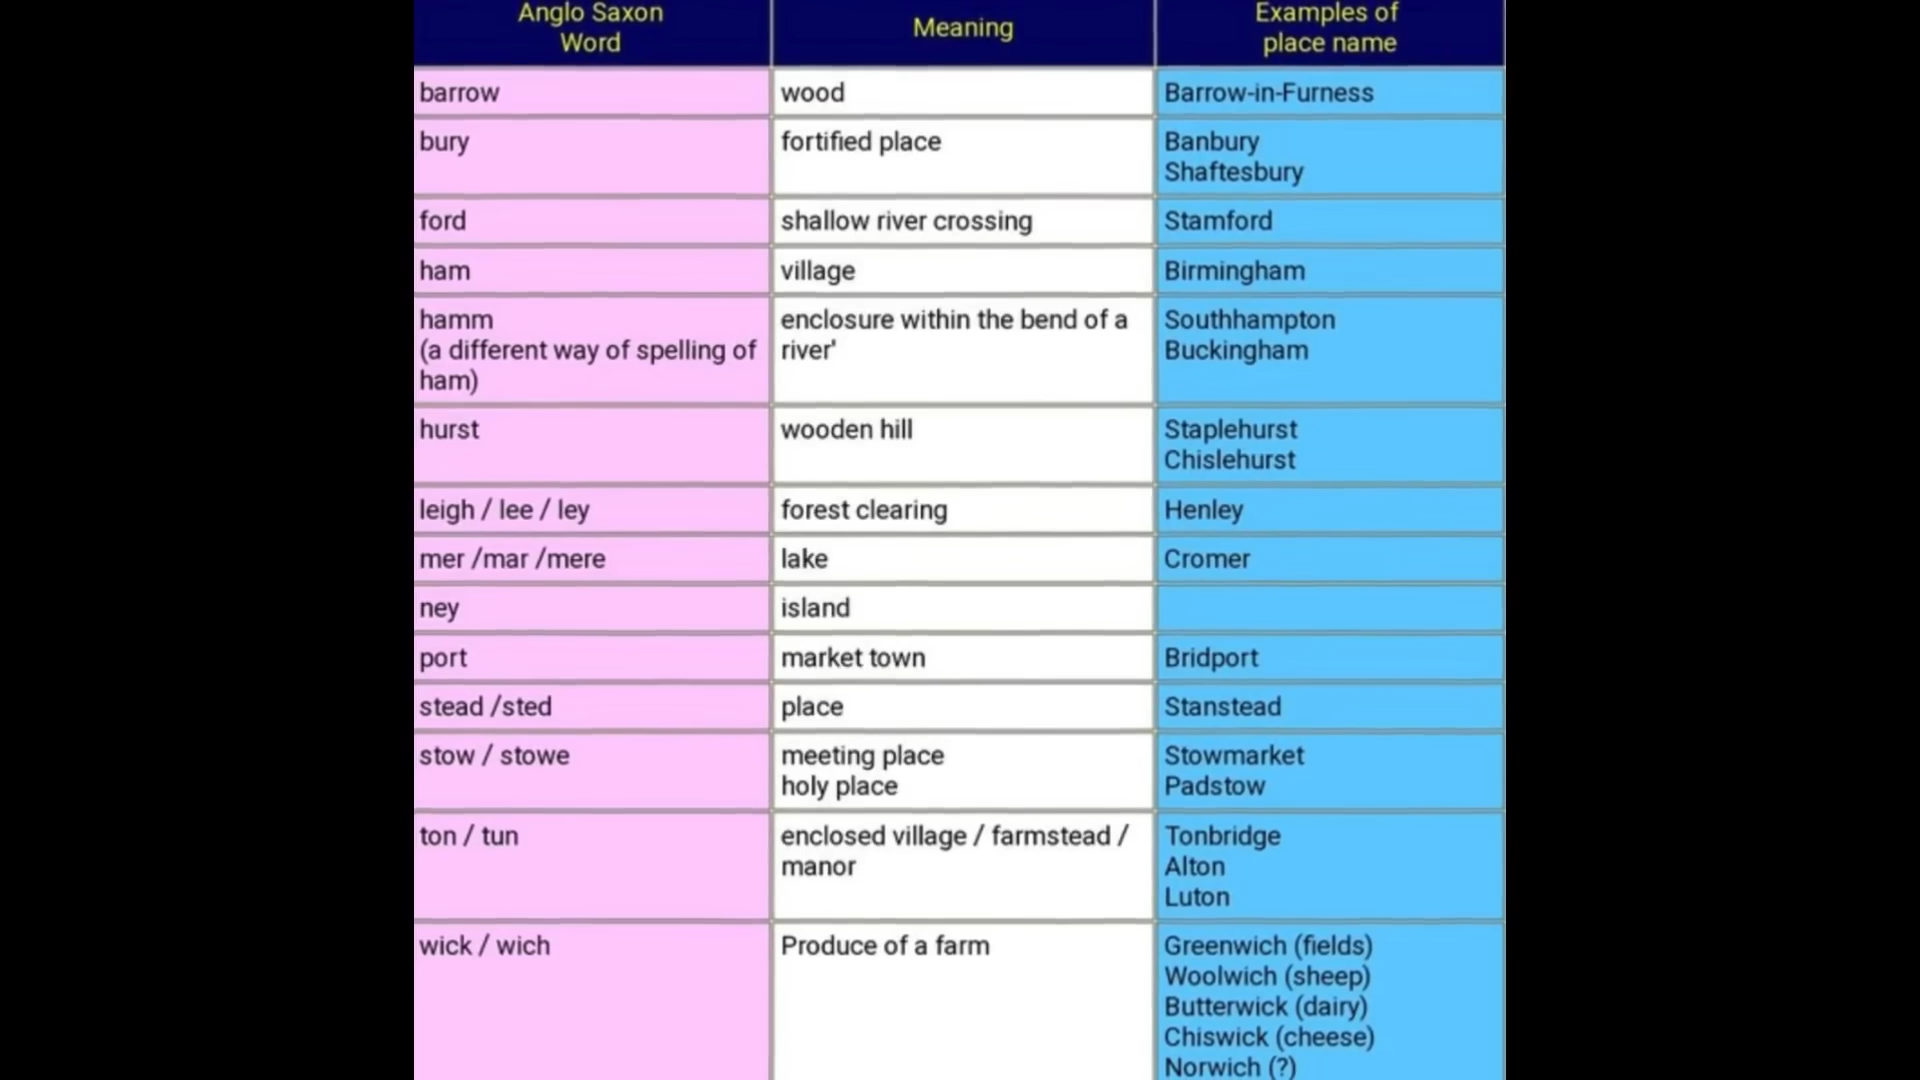 Anglo Saxon
Word
Meaning
Examples of
place name
barrow
wood
Barrow-in-Furness
bury
fortified place
Banbury
Shaftesbury
ford
shallow river crossing
Stamford
ham
village
Birmingham
hamm
(a different way of spelling of
ham)
enclosure within the bend of a
river'
Southhampton
Buckingham
hurst
wooden hill
Staplehurst
Chislehurst
leigh / lee / ley
forest clearing
Henley
mer /mar /mere
lake
Cromer
ney
island
port
market town
Bridport
stead /sted
place
Stanstead
stow / stowe
meeting place
holy place
Stowmarket
Padstow
ton / tun
enclosed village / farmstead /
manor
Tonbridge
Alton
Luton
wick / wich
Produce of a farm
Greenwich (fields)
Woolwich (sheep)
Butterwick (dairy)
Chiswick (cheese)
Norwich (?)